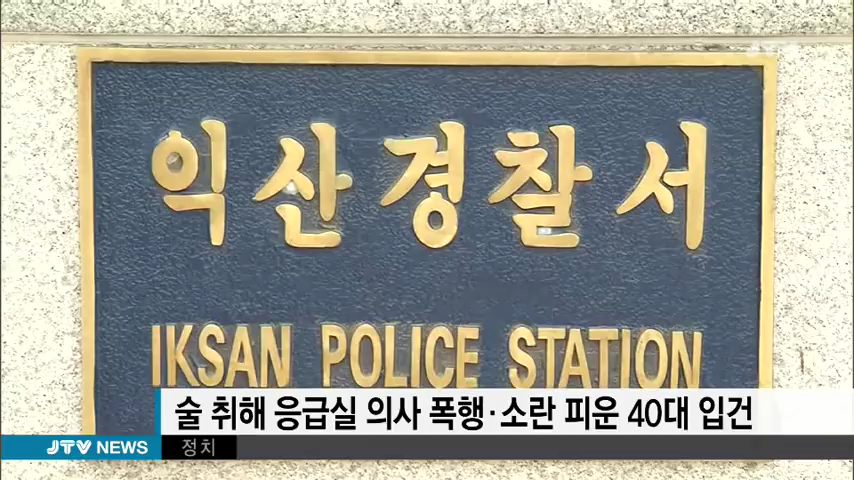 익산경찰서
IKSAN POLICE STATION
술 취해 응급실 의사 폭행·소란 피운 40대 입건
JTV NEWS
정치